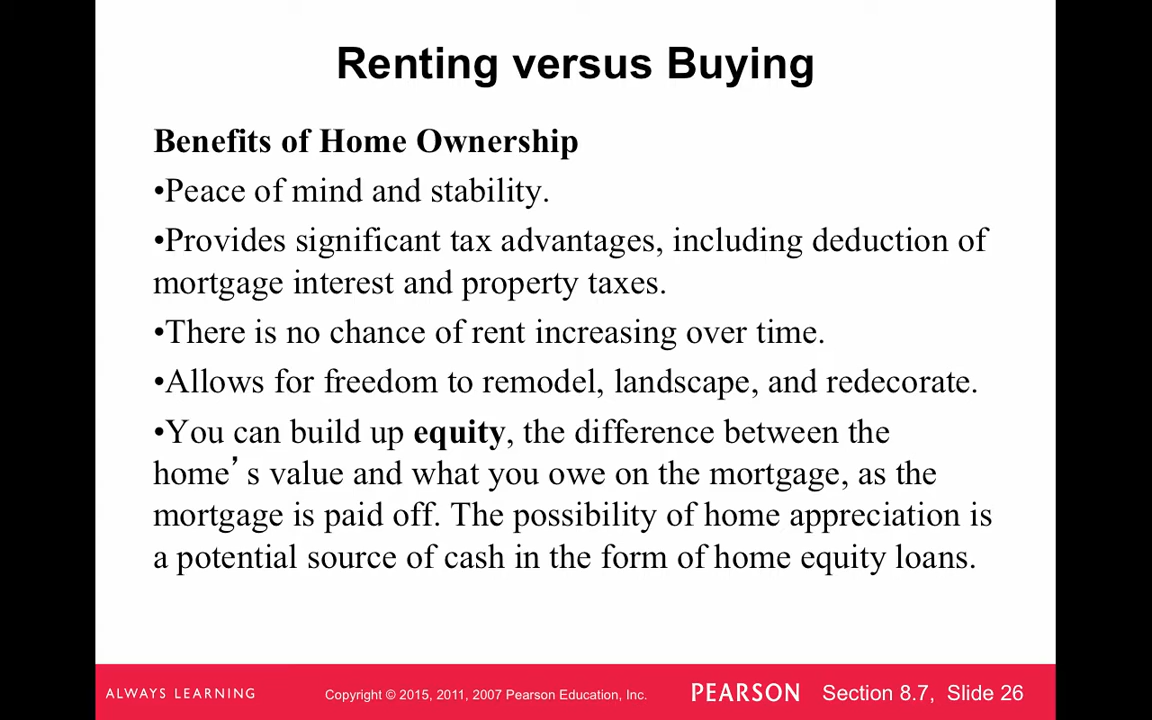 Renting versus Buying
Benefits of Home Ownership
•Peace of mind and stability.
•Provides significant tax advantages, including deduction of
mortgage interest and property taxes.
•There is no chance of rent increasing over time.
•Allows for freedom to remodel, landscape, and redecorate.
•You can build up equity, the difference between the
home’s value and what you owe on the mortgage, as the
mortgage is paid off. The possibility of home appreciation is
a potential source of cash in the form of home equity loans.
ALWAYS LEARNING Copyright © 2015, 2011, 2007 Pearson Education, Inc. PEARSON Section 8.7, Slide 26